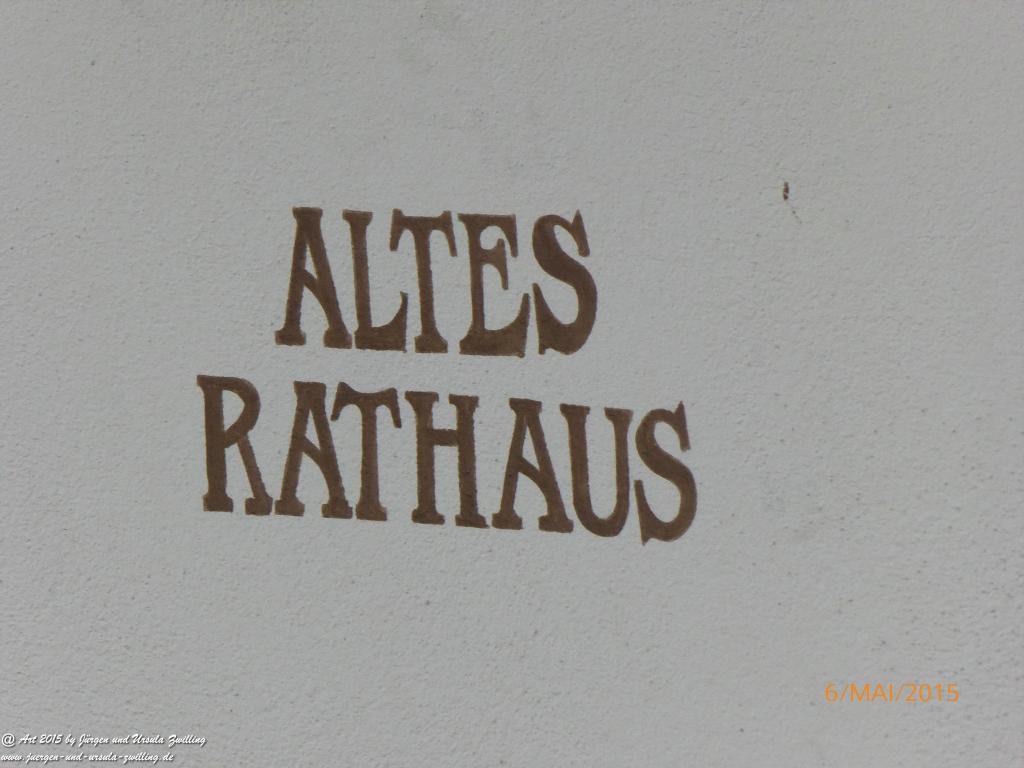 ALTES
RATHAUS
6/MAI/2015
@ Art 2015 by Jürgen und Ursula Zwilling
www.juergen-und-ursula-zwilling.de